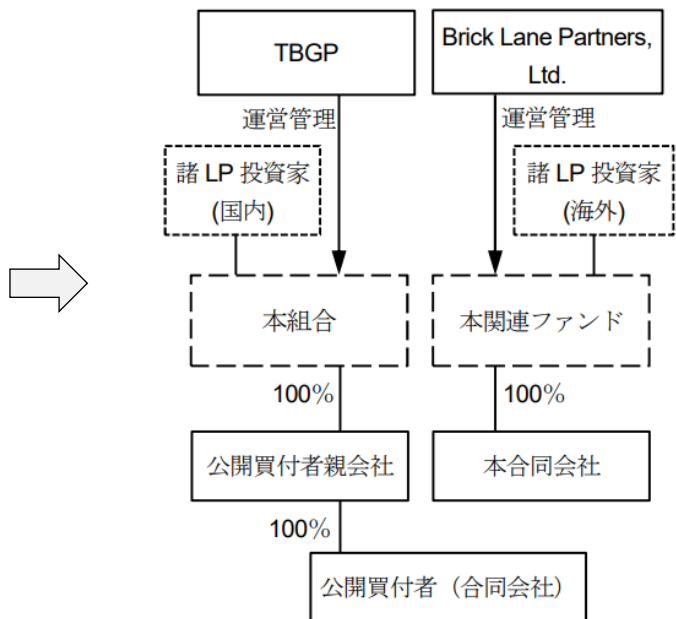 TBGP
Brick Lane Partners,
Ltd.
運営管理
運営管理
諸 LP 投資家
(国内)
諸 LP 投資家
(海外)
本組合
本関連ファンド
100%
100%
公開買付者親会社
本合同会社
100%
公開買付者（合同会社）